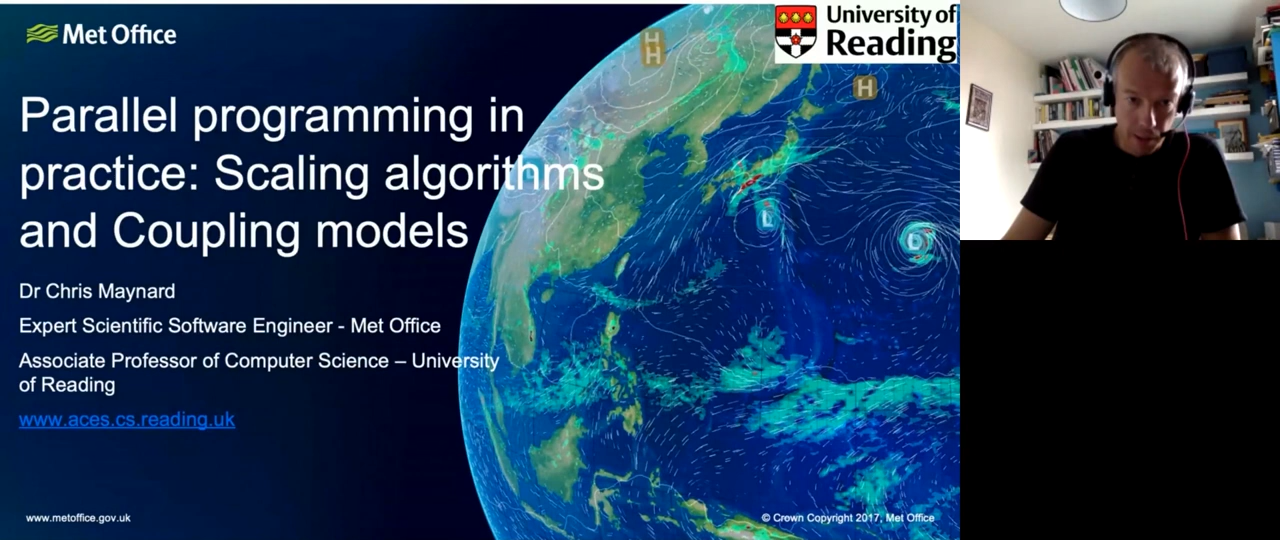 Met Office
University of
Reading
H
H
H
Parallel programming in
practice: Scaling algorithms
and Coupling models
L
L
Dr Chris Maynard
Expert Scientific Software Engineer - Met Office
Associate Professor of Computer Science – University
of Reading
www.aces.cs.reading.uk
www.metoffice.gov.uk
© Crown Copyright 2017, Met Office